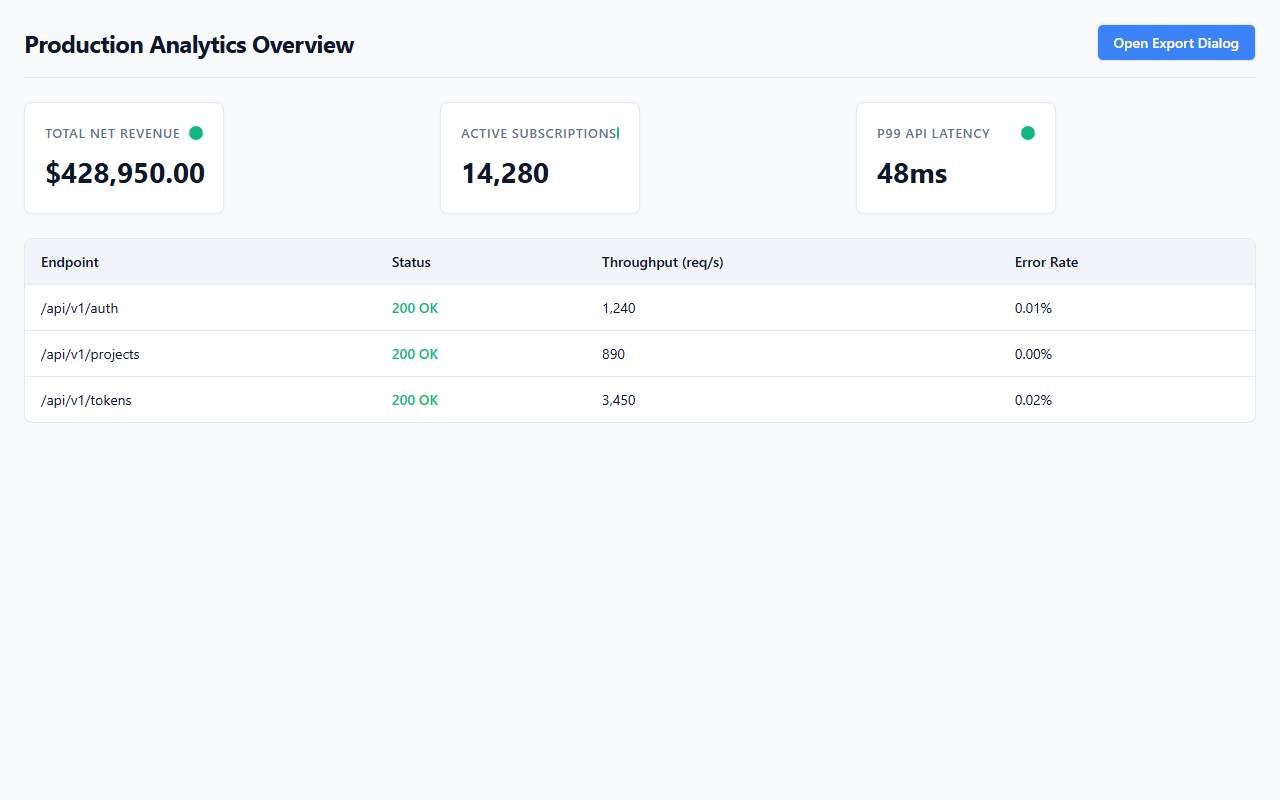 Production Analytics Overview
Open Export Dialog
TOTAL NET REVENUE
$428,950.00
ACTIVE SUBSCRIPTIONS
14,280
P99 API LATENCY
48ms
Endpoint Status Throughput (req/s) Error Rate
/api/v1/auth 200 OK 1,240 0.01%
/api/v1/projects 200 OK 890 0.00%
/api/v1/tokens 200 OK 3,450 0.02%